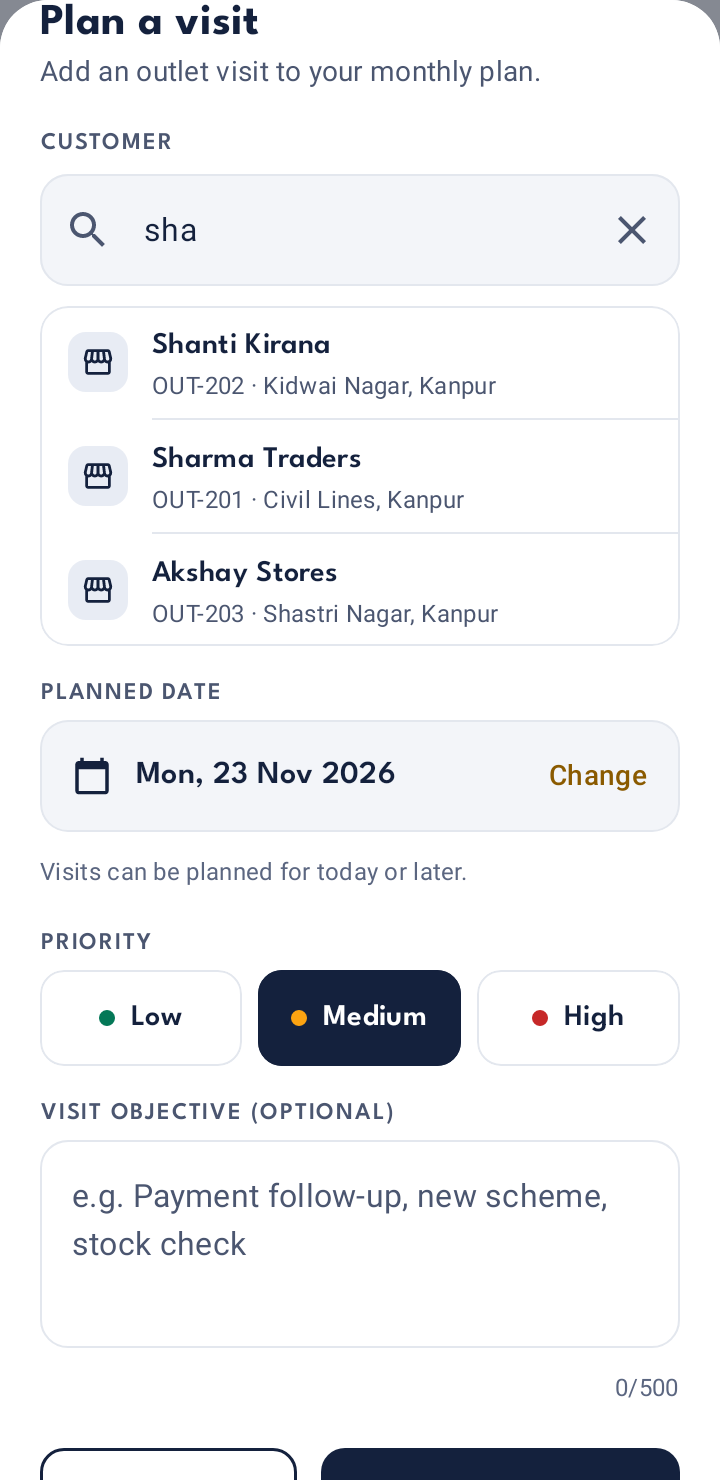 Plan a visit
Add an outlet visit to your monthly plan.
CUSTOMER
sha
Shanti Kirana
OUT-202 · Kidwai Nagar, Kanpur
Sharma Traders
OUT-201 · Civil Lines, Kanpur
Akshay Stores
OUT-203 · Shastri Nagar, Kanpur
PLANNED DATE
Mon, 23 Nov 2026 Change
Visits can be planned for today or later.
PRIORITY
Low Medium High
VISIT OBJECTIVE (OPTIONAL)
e.g. Payment follow-up, new scheme,
stock check
0/500